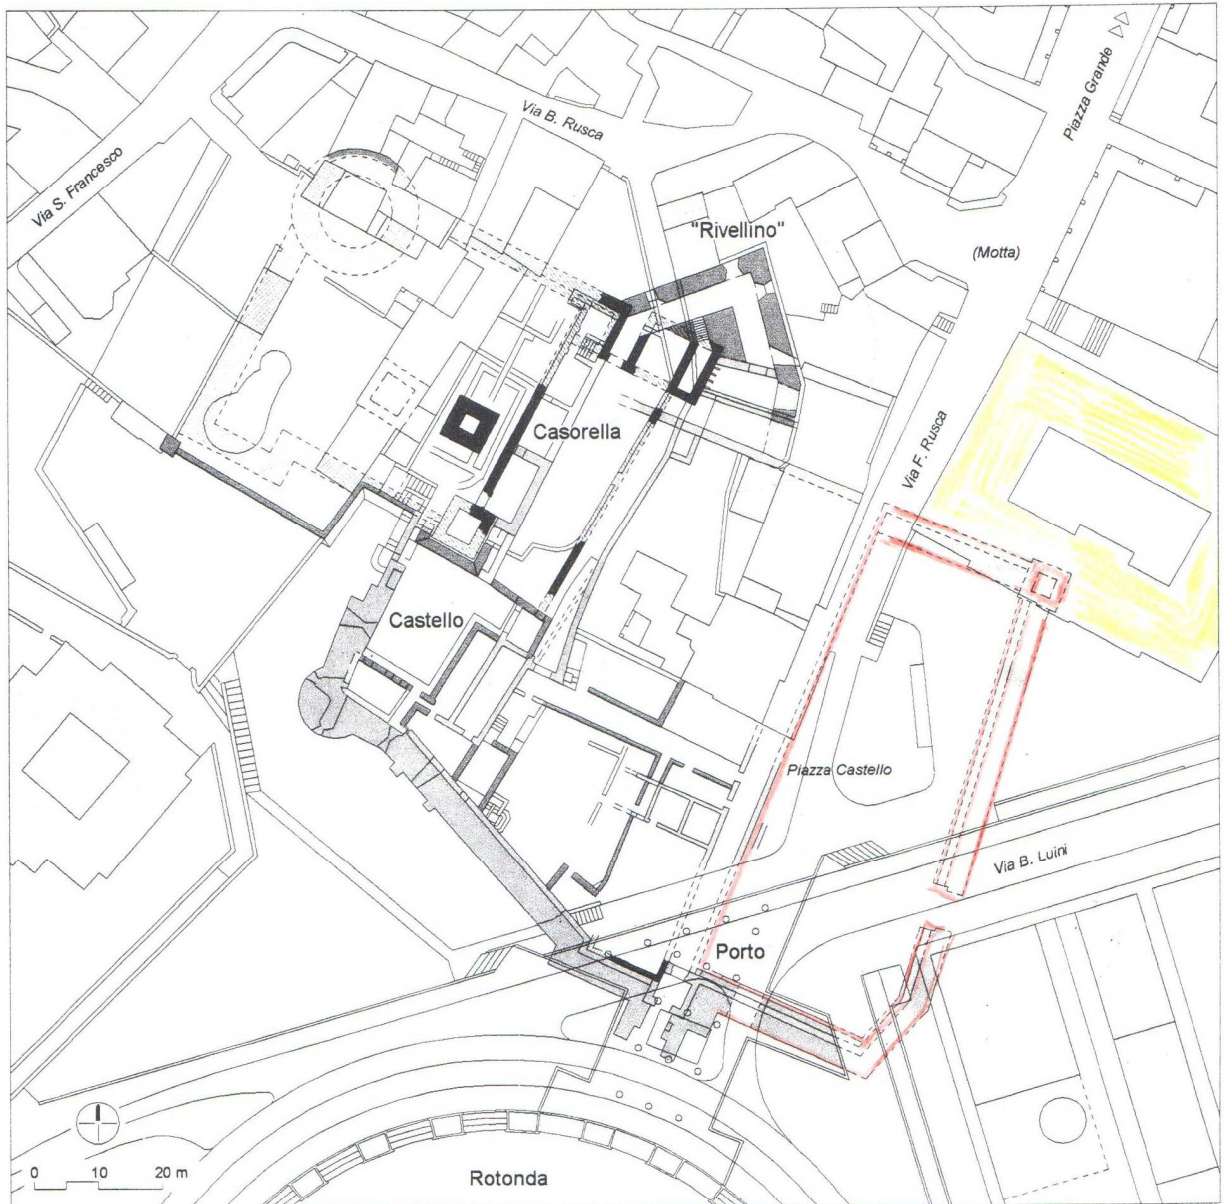 Piazza Grande
Via B. Rusca
Via S. Francesco
"Rivellino"
(Motta)
Via F. Rusca
Casorella
Castello
Piazza Castello
Via B. Luini
Porto
0 10 20 m
Rotonda